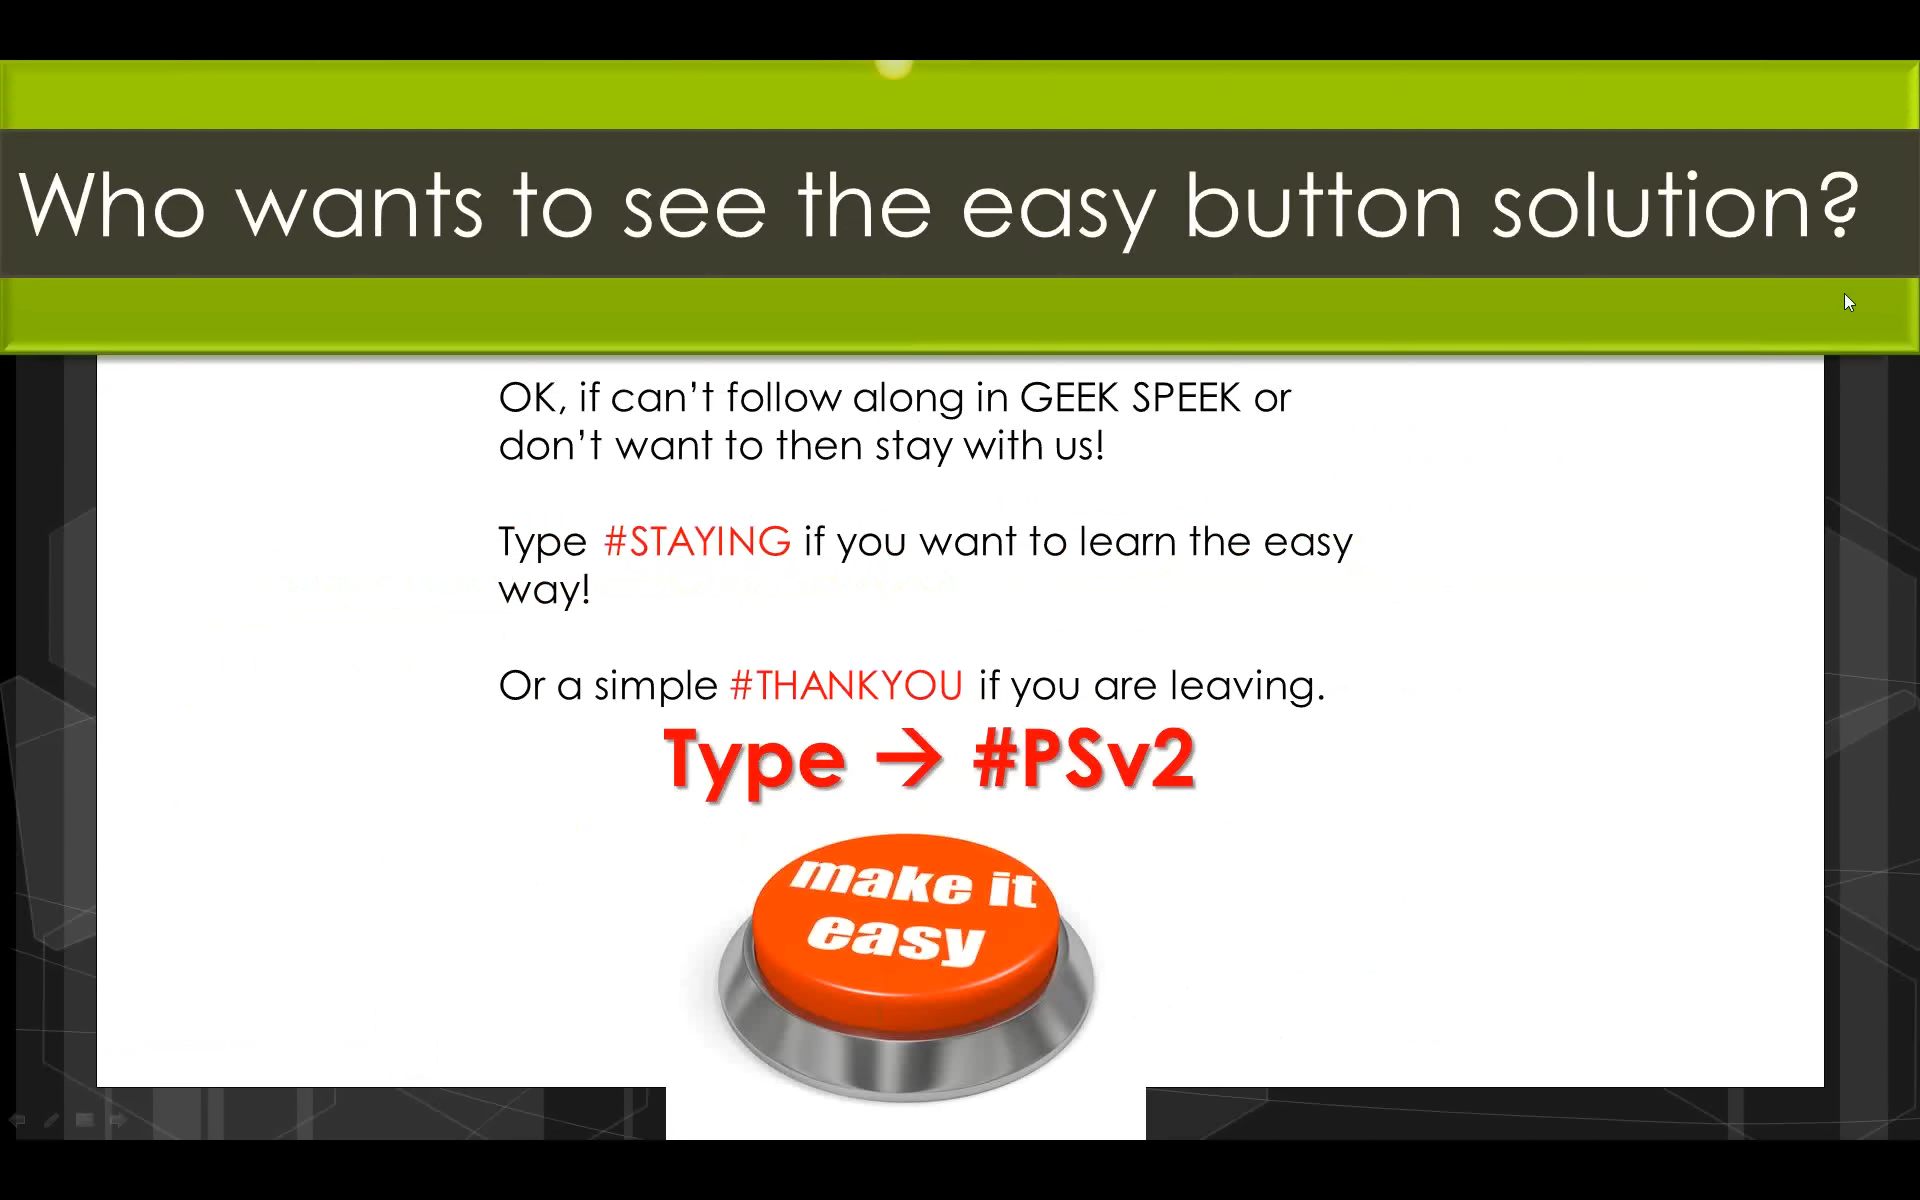 Who wants to see the easy button solution?
OK, if can’t follow along in GEEK SPEEK or
don’t want to then stay with us!
Type #STAYING if you want to learn the easy
way!
Or a simple #THANKYOU if you are leaving.
Type → #PSv2
make it
easy